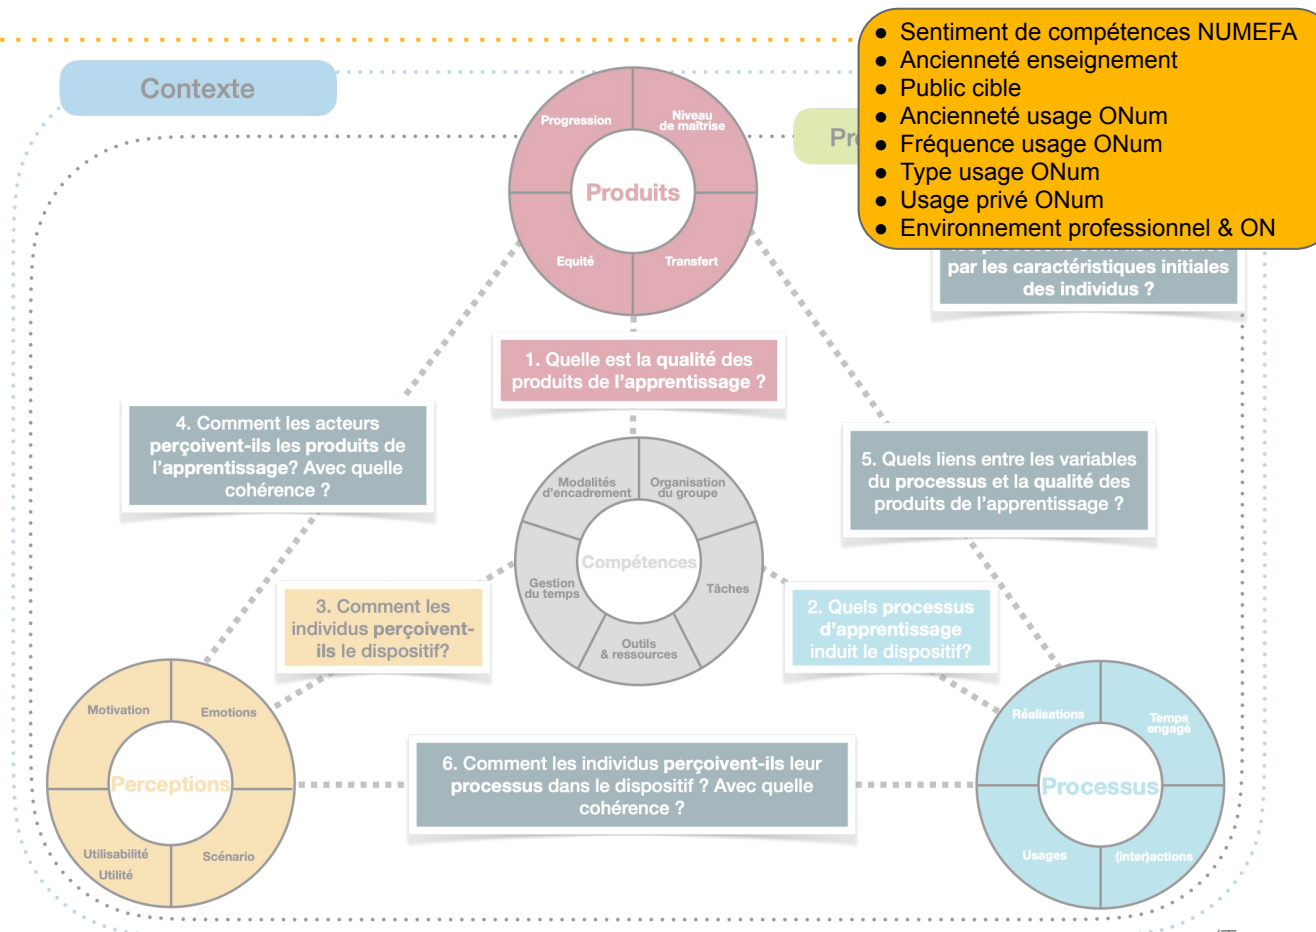 Contexte
● Sentiment de compétences NUMEFA
● Ancienneté enseignement
● Public cible
● Ancienneté usage ONum
● Fréquence usage ONum
● Type usage ONum
● Usage privé ONum
● Environnement professionnel & ON
par les caractéristiques initiales
des individus ?
Progression
Niveau
de maîtrise
Produits
Equité
Transfert
1. Quelle est la qualité des
produits de l'apprentissage ?
4. Comment les acteurs
perçoivent-ils les produits de
l'apprentissage? Avec quelle
cohérence ?
5. Quels liens entre les variables
du processus et la qualité des
produits de l'apprentissage ?
Modalités
d'encadrement
Organisation
du groupe
Compétences
Gestion
du temps
Tâches
Outils
& ressources
3. Comment les
individus perçoivent-
ils le dispositif?
2. Quels processus
d'apprentissage
induit le dispositif?
Motivation
Emotions
Perceptions
Utilisabilité
Utilité
Scénario
6. Comment les individus perçoivent-ils leur
processus dans le dispositif ? Avec quelle
cohérence ?
Réalisations
Temps
engagé
Processus
Usages
(inter)actions